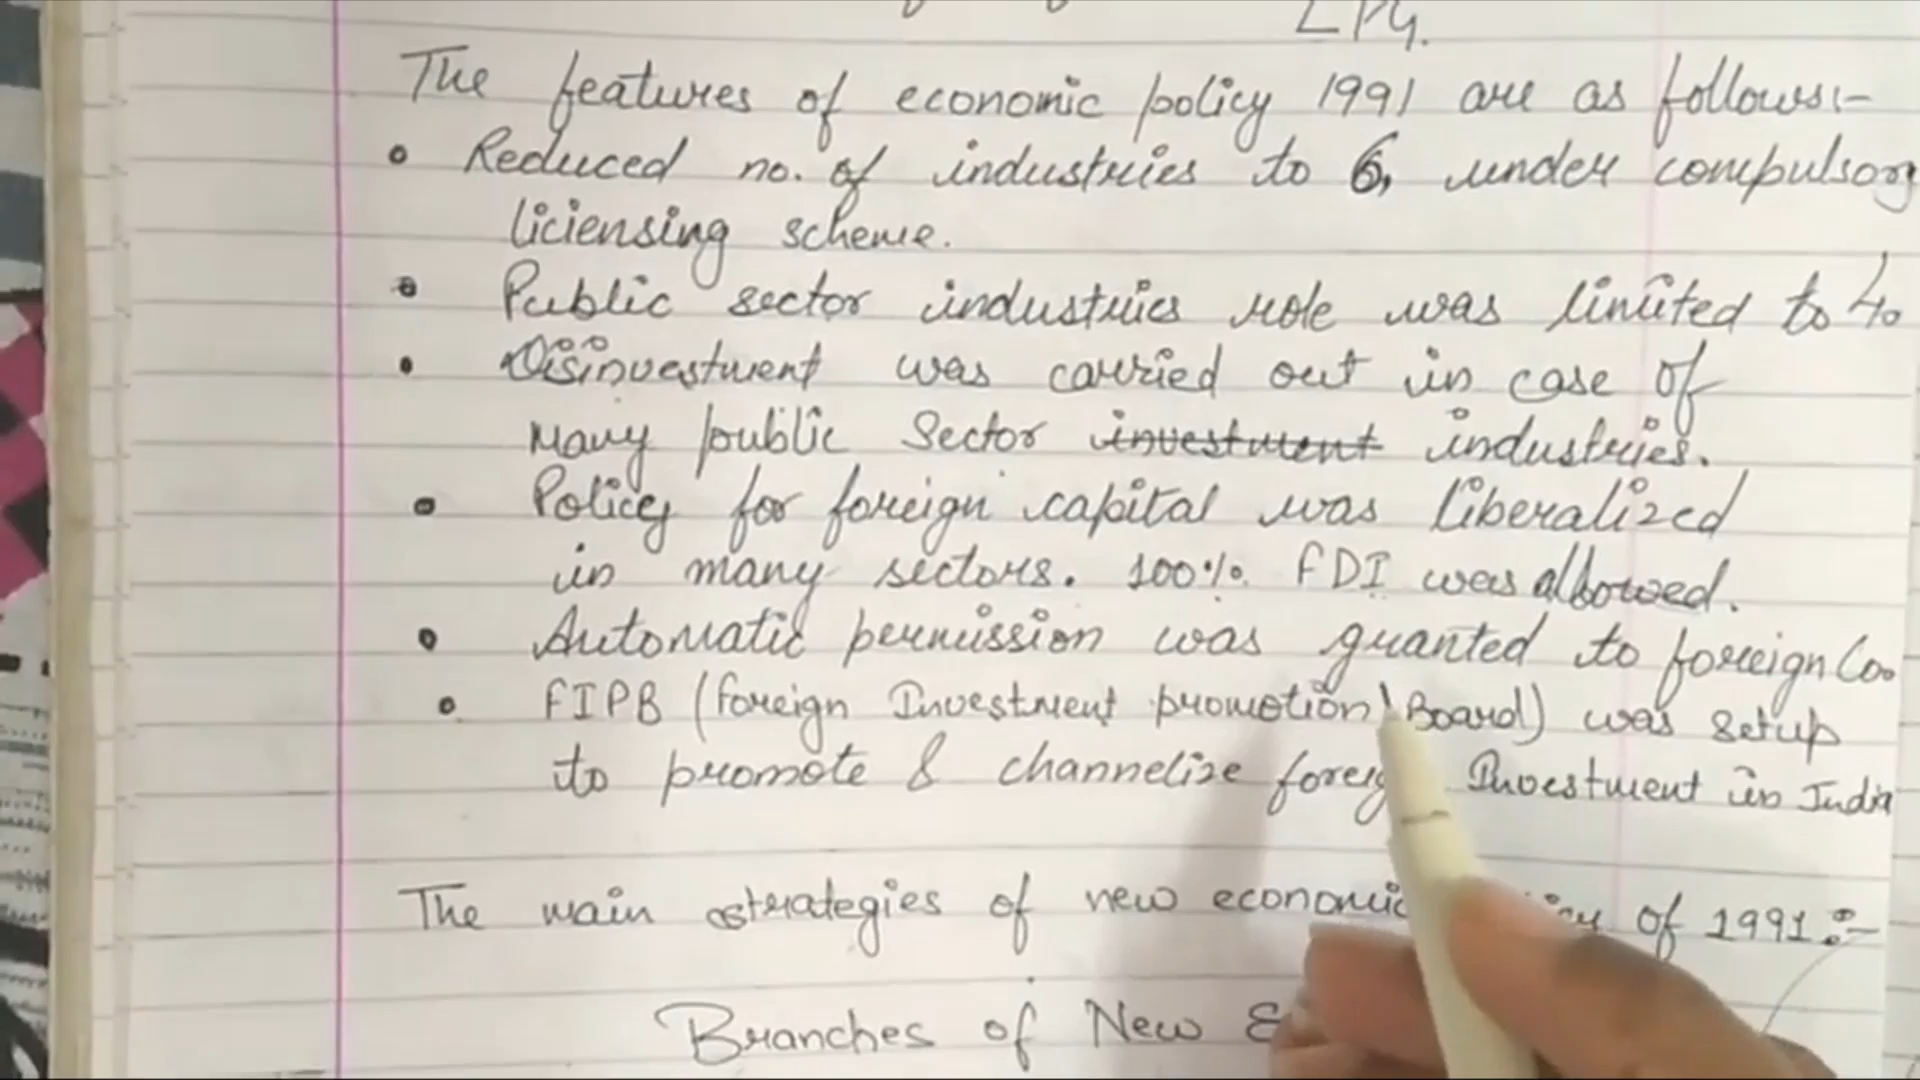 LPG.
The features of economic policy 1991 are as follows:-
• Reduced no. of industries to 6, under compulsory
liciensing scheme.
• Public sector industries role was limited to 4.
• Disinvestment was carried out in case of
many public Sector investment industries.
• Policy for foreign capital was liberalized
in many sectors. 100% FDI was allowed.
• Automatic permission was granted to foreign Co.
• FIPB (foreign Investment promotion Board) was setup
to promote & channelize foreign Investment in India
The main strategies of new economic of 1991:-
Branches of New E